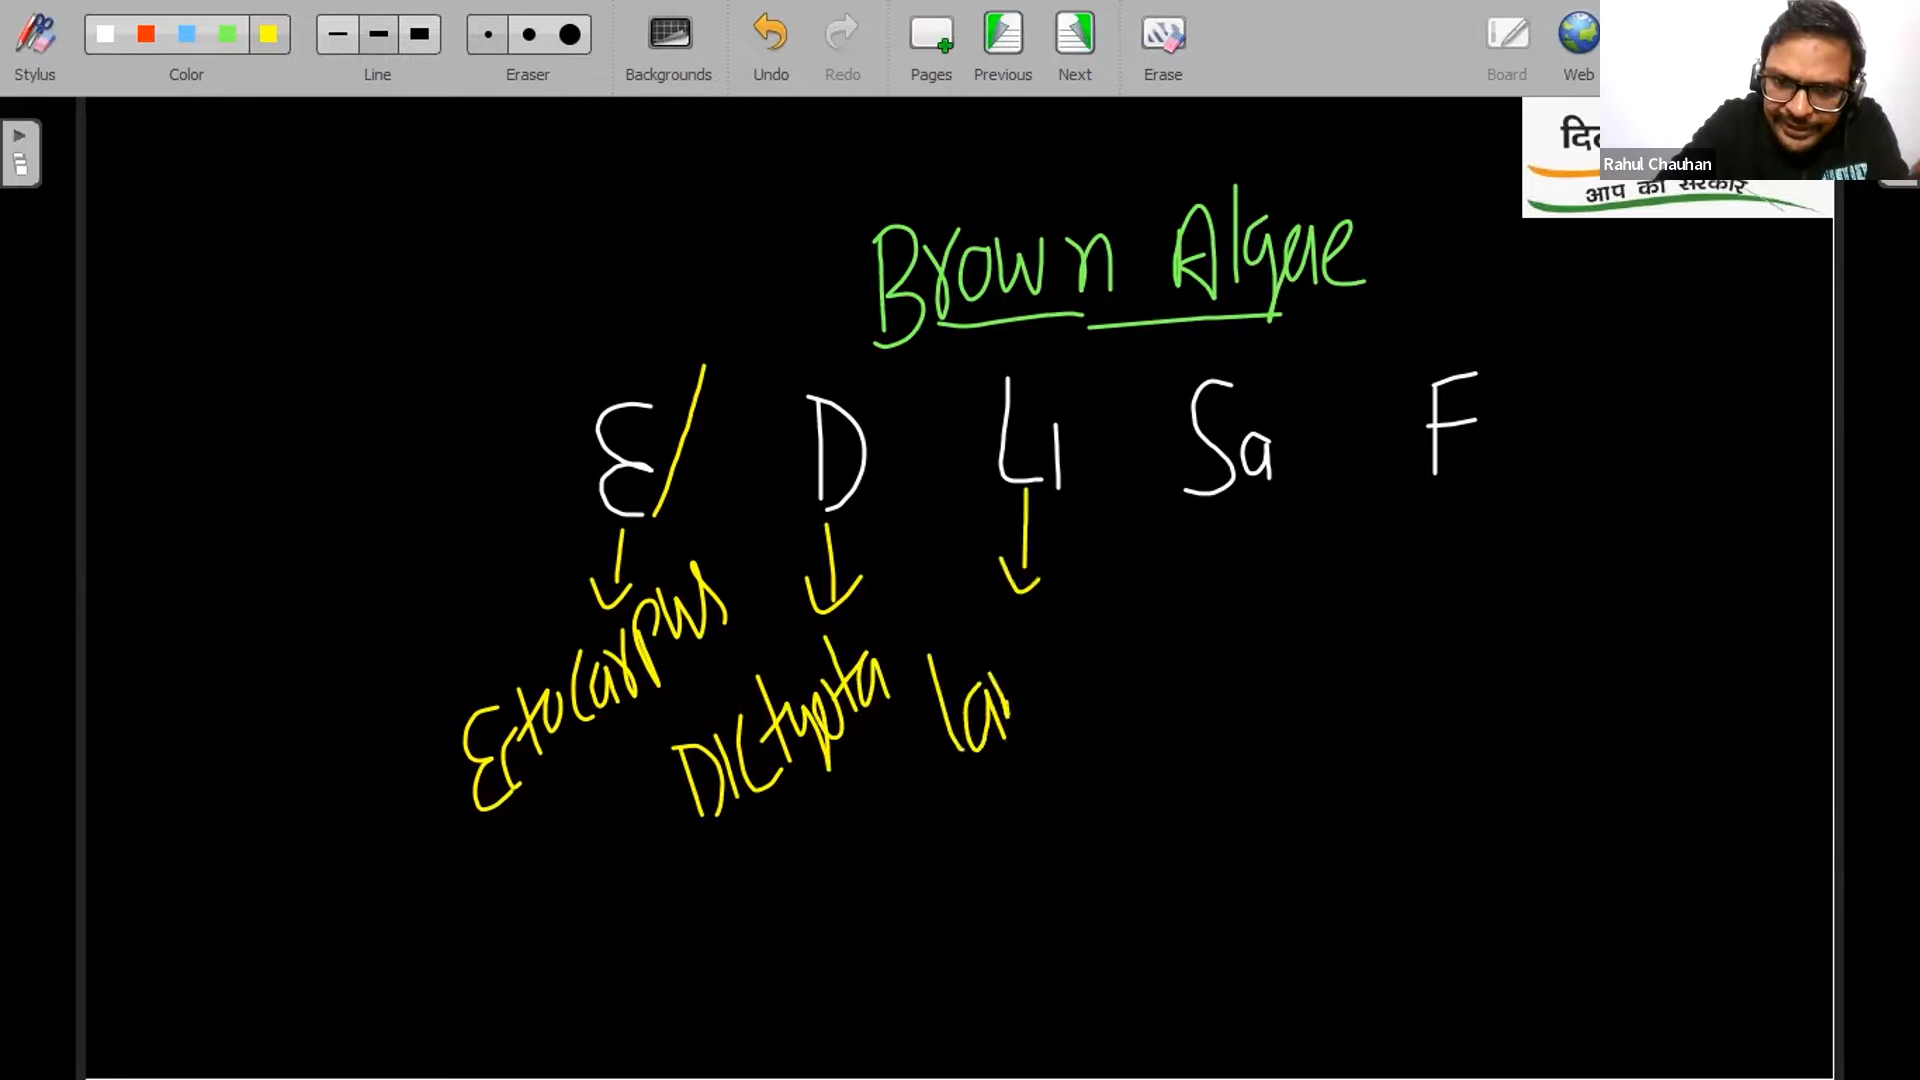 Stylus Color Line Eraser Backgrounds Undo Redo Pages Previous Next Erase Board Web
Rahul Chauhan
आप की सरकार
Brown Algae
E D LI Sa F
Ectocarpus Dictyota la